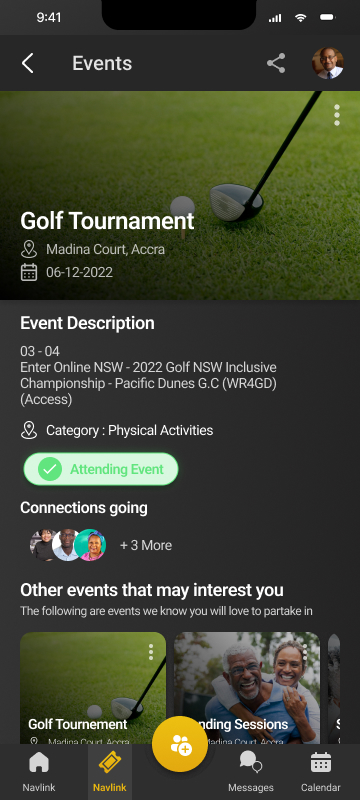 9:41
Events
Golf Tournament
Madina Court, Accra
06-12-2022
Event Description
03 - 04
Enter Online NSW - 2022 Golf NSW Inclusive
Championship - Pacific Dunes G.C (WR4GD)
(Access)
Category : Physical Activities
Attending Event
Connections going
+ 3 More
Other events that may interest you
The following are events we know you will love to partake in
Golf Tournement
nding Sessions
S
Madina Court, Accra
Madina Court, Accra
Navlink
Navlink
Messages
Calendar